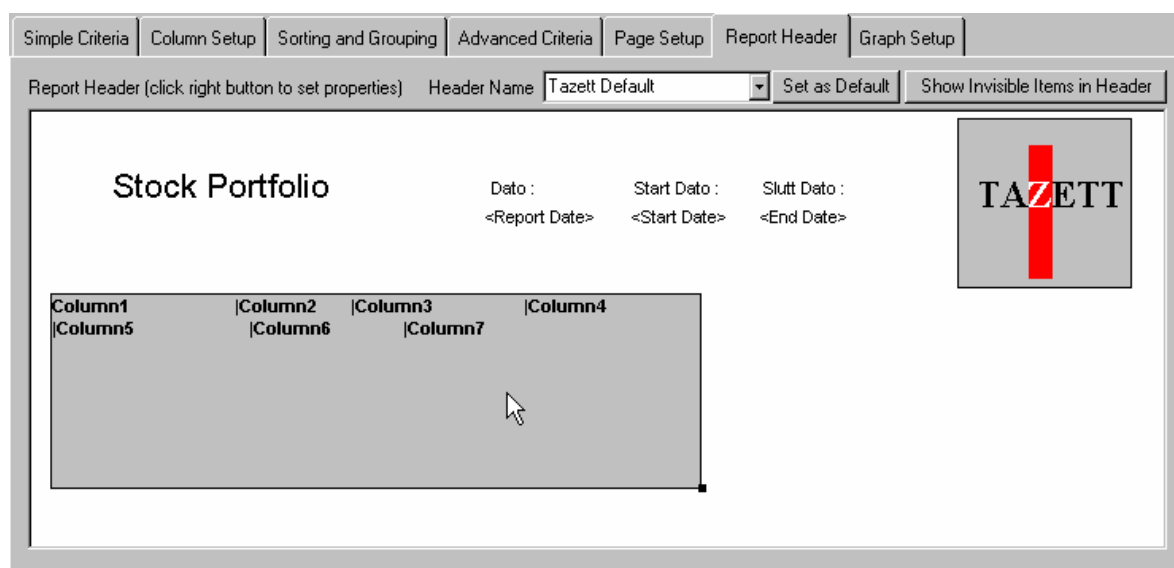 Simple Criteria Column Setup Sorting and Grouping Advanced Criteria Page Setup Report Header Graph Setup
Report Header (click right button to set properties) Header Name Tazett Default Set as Default Show Invisible Items in Header
Stock Portfolio
Dato : Start Dato : Slutt Dato :
<Report Date> <Start Date> <End Date>
TAZETT
Column1 |Column2 |Column3 |Column4
|Column5 |Column6 |Column7